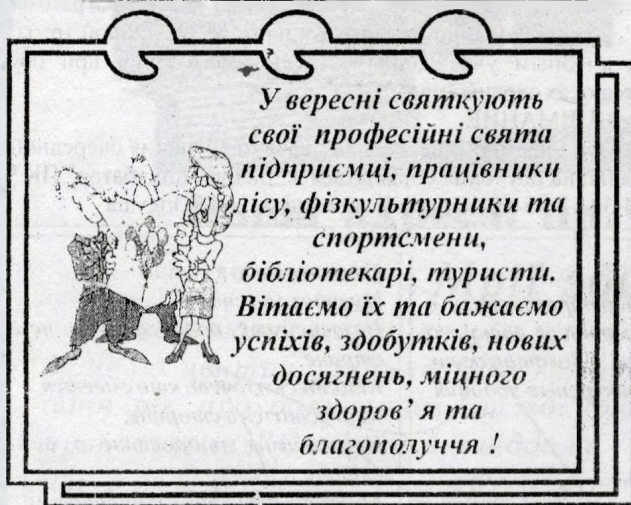 У вересні святкують
свої професійні свята
підприємці, працівники
лісу, фізкультурники та
спортсмени,
бібліотекарі, туристи.
Вітаємо їх та бажаємо
успіхів, здобутків, нових
досягнень, міцного
здоров' я та
благополуччя !